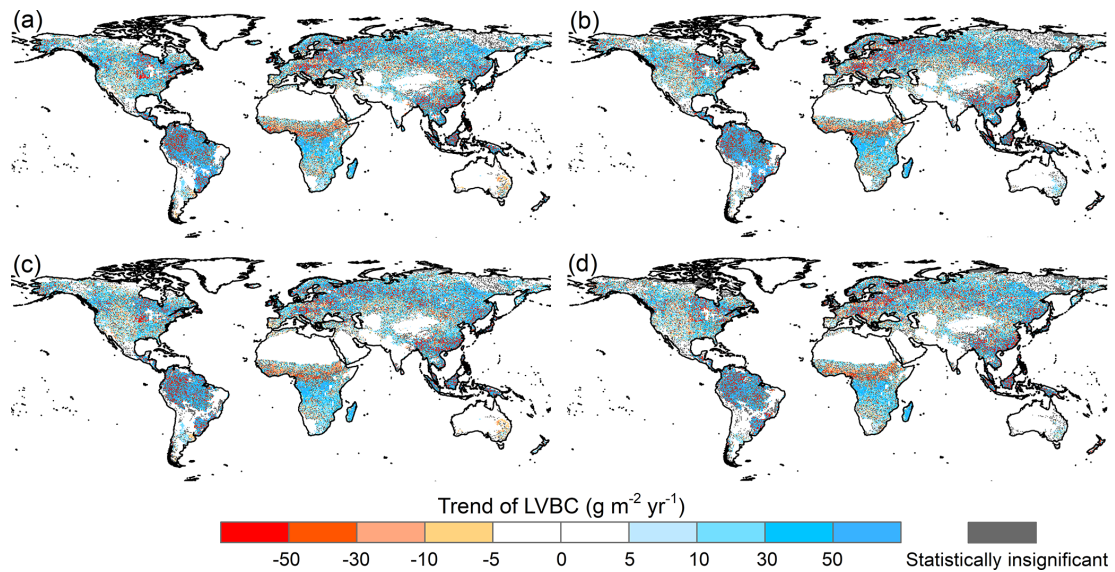 (a) (b)
(c) (d)
Trend of LVBC (g m⁻² yr⁻¹)
-50 -30 -10 -5 0 5 10 30 50
Statistically insignificant